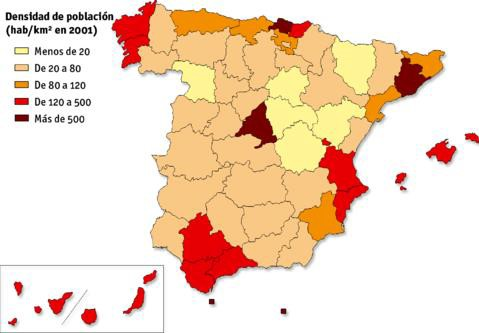 Densidad de población
(hab/km² en 2001)
Menos de 20
De 20 a 80
De 80 a 120
De 120 a 500
Más de 500